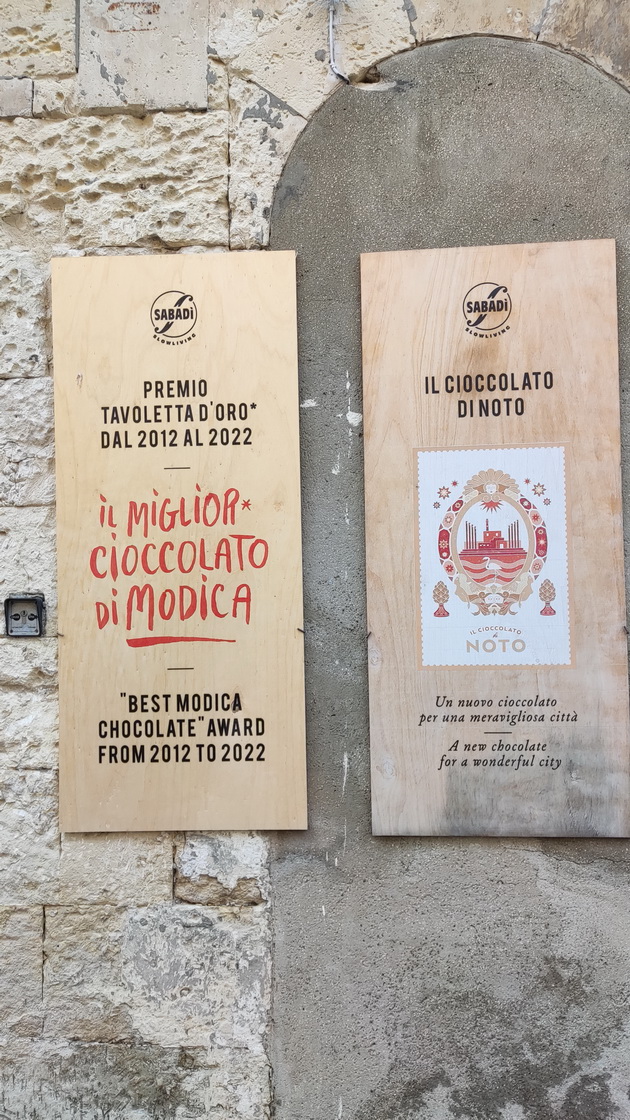 SABADÌ
SLOWLIVING
PREMIO
TAVOLETTA D'ORO*
DAL 2012 AL 2022
iL MiGLiOR*
CiOCCOLATO
Di MODiCA
"BEST MODICA
CHOCOLATE" AWARD
FROM 2012 TO 2022
SABADÌ
SLOWLIVING
IL CIOCCOLATO
DI NOTO
IL CIOCCOLATO
di
NOTO
Un nuovo cioccolato
per una meravigliosa città
A new chocolate
for a wonderful city